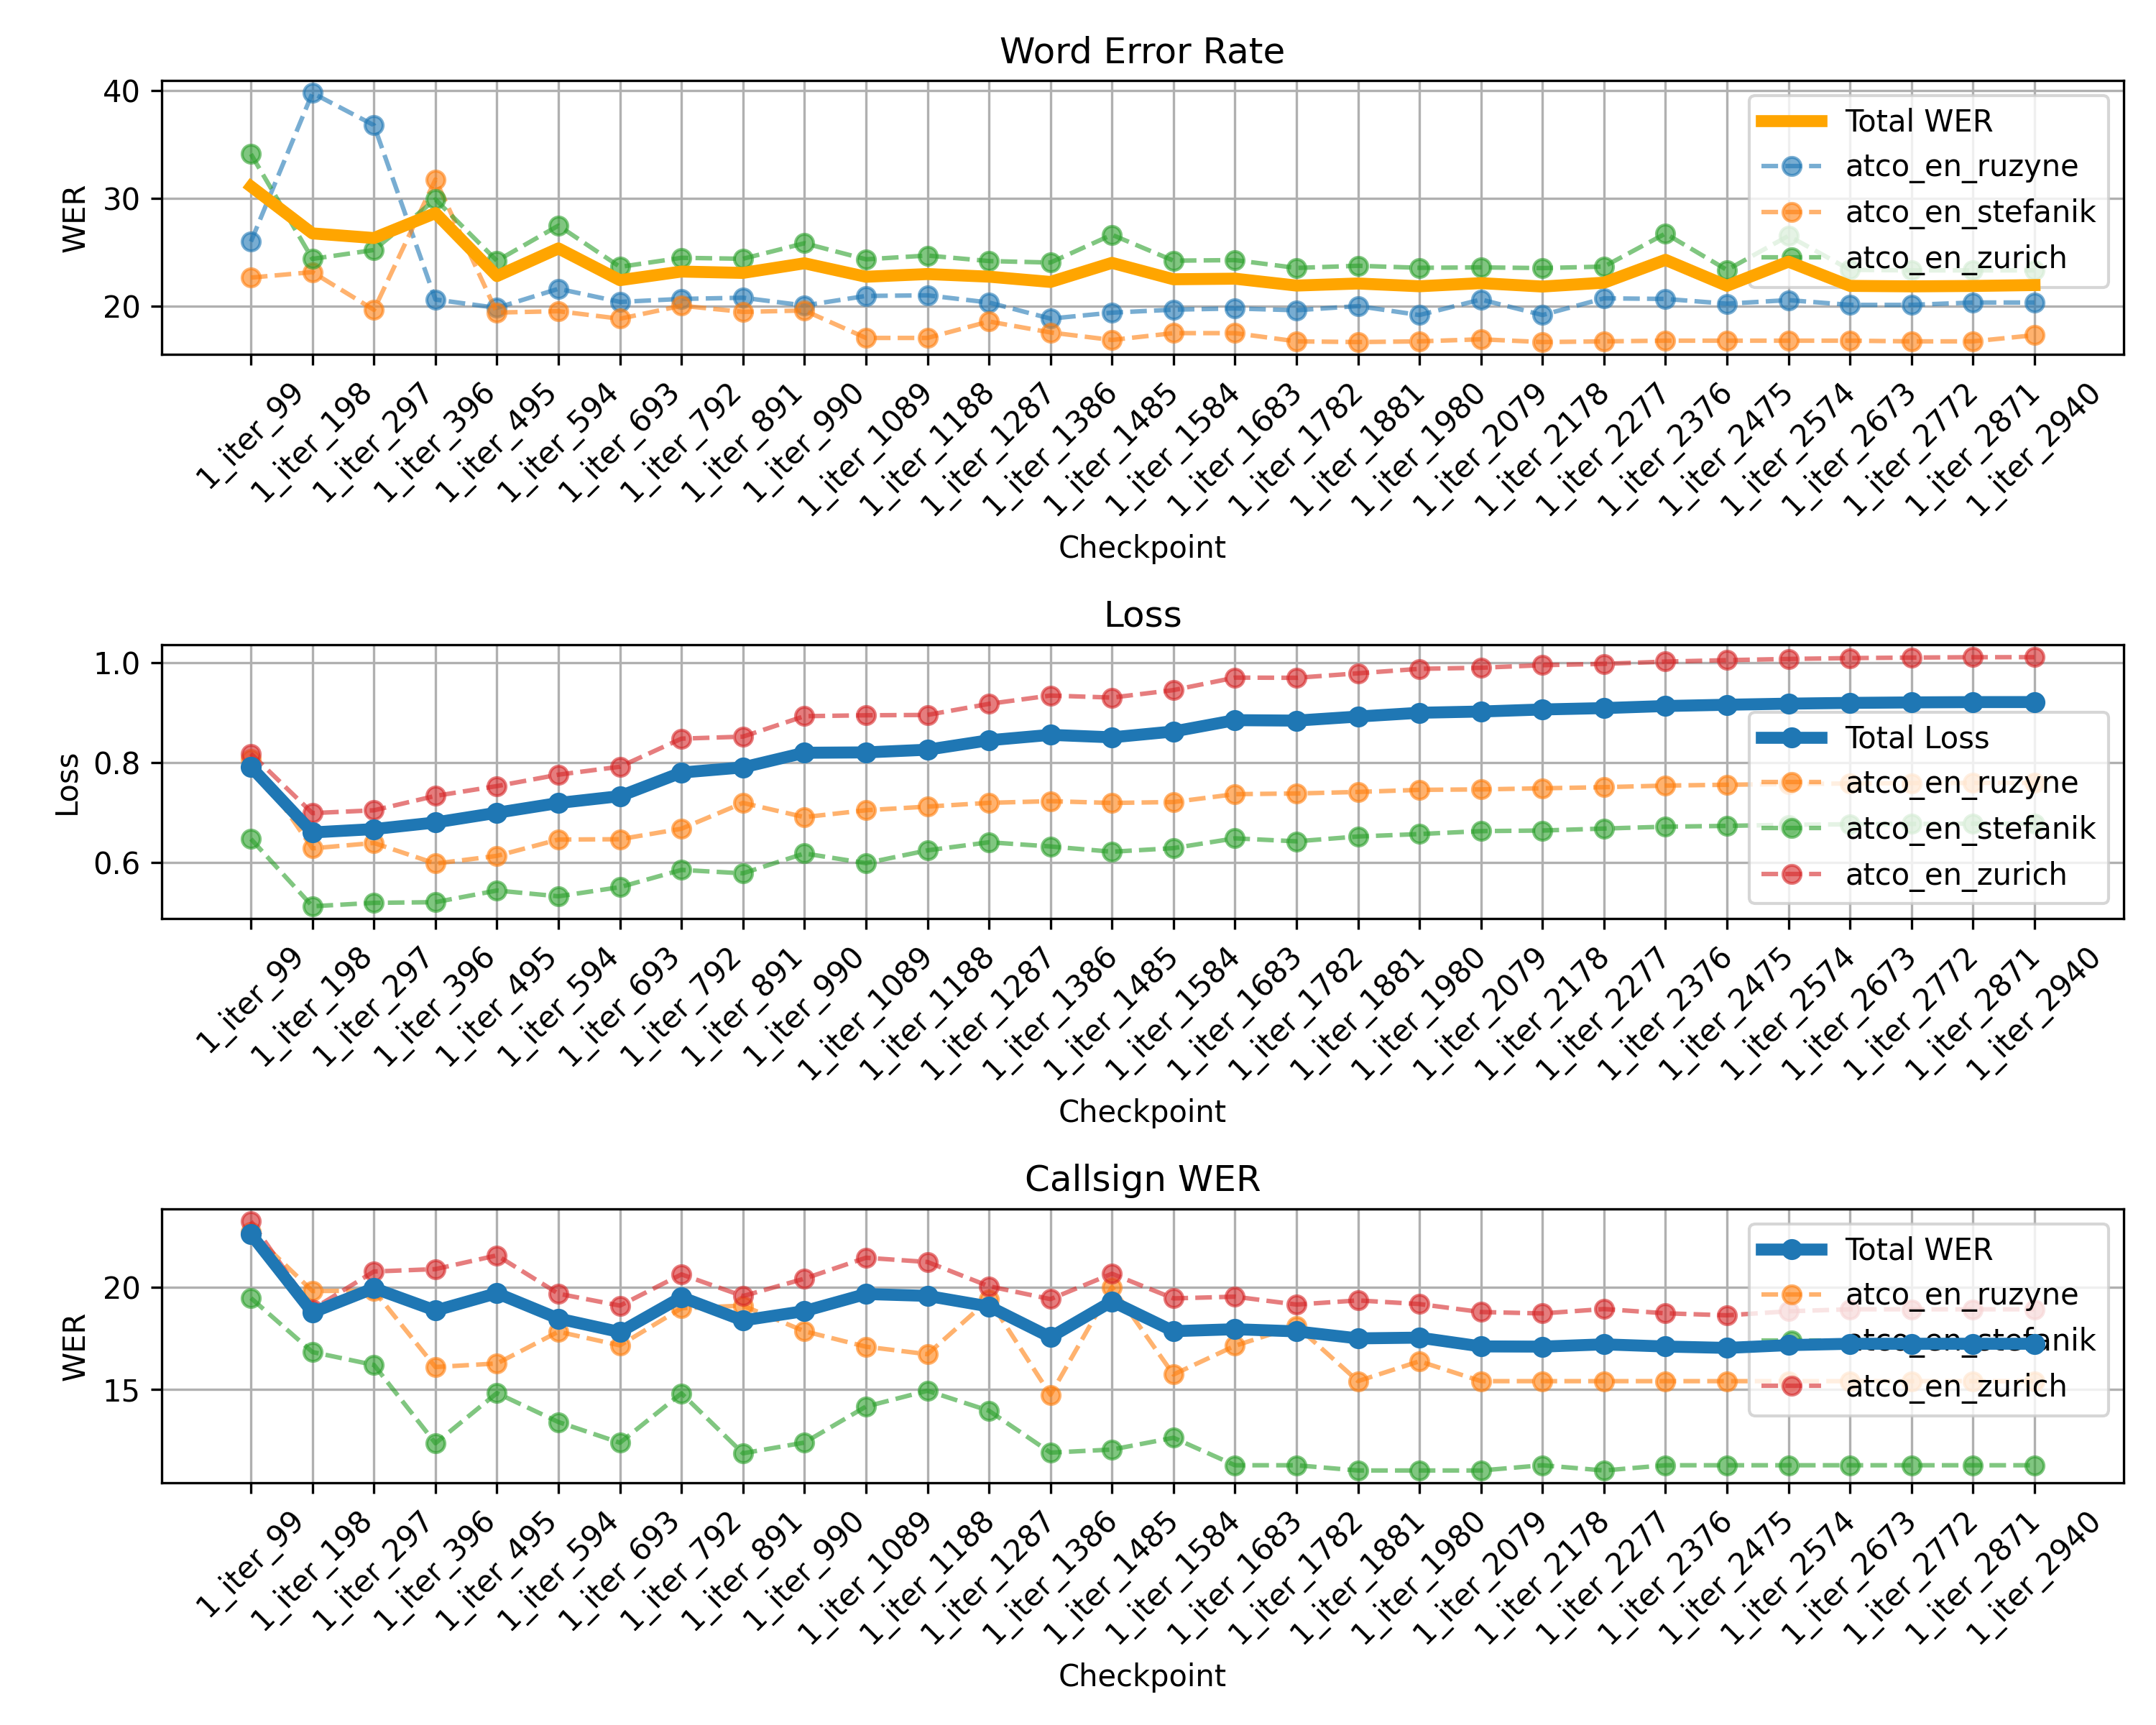 Word Error Rate
40
30
20
WER
Total WER
atco_en_ruzyne
atco_en_stefanik
atco_en_zurich
1_iter_99
1_iter_198
1_iter_297
1_iter_396
1_iter_495
1_iter_594
1_iter_693
1_iter_792
1_iter_891
1_iter_990
1_iter_1089
1_iter_1188
1_iter_1287
1_iter_1386
1_iter_1485
1_iter_1584
1_iter_1683
1_iter_1782
1_iter_1881
1_iter_1980
1_iter_2079
1_iter_2178
1_iter_2277
1_iter_2376
1_iter_2475
1_iter_2574
1_iter_2673
1_iter_2772
1_iter_2871
1_iter_2940
Checkpoint
Loss
1.0
0.8
0.6
Loss
Total Loss
atco_en_ruzyne
atco_en_stefanik
atco_en_zurich
1_iter_99
1_iter_198
1_iter_297
1_iter_396
1_iter_495
1_iter_594
1_iter_693
1_iter_792
1_iter_891
1_iter_990
1_iter_1089
1_iter_1188
1_iter_1287
1_iter_1386
1_iter_1485
1_iter_1584
1_iter_1683
1_iter_1782
1_iter_1881
1_iter_1980
1_iter_2079
1_iter_2178
1_iter_2277
1_iter_2376
1_iter_2475
1_iter_2574
1_iter_2673
1_iter_2772
1_iter_2871
1_iter_2940
Checkpoint
Callsign WER
20
15
WER
Total WER
atco_en_ruzyne
atco_en_stefanik
atco_en_zurich
1_iter_99
1_iter_198
1_iter_297
1_iter_396
1_iter_495
1_iter_594
1_iter_693
1_iter_792
1_iter_891
1_iter_990
1_iter_1089
1_iter_1188
1_iter_1287
1_iter_1386
1_iter_1485
1_iter_1584
1_iter_1683
1_iter_1782
1_iter_1881
1_iter_1980
1_iter_2079
1_iter_2178
1_iter_2277
1_iter_2376
1_iter_2475
1_iter_2574
1_iter_2673
1_iter_2772
1_iter_2871
1_iter_2940
Checkpoint